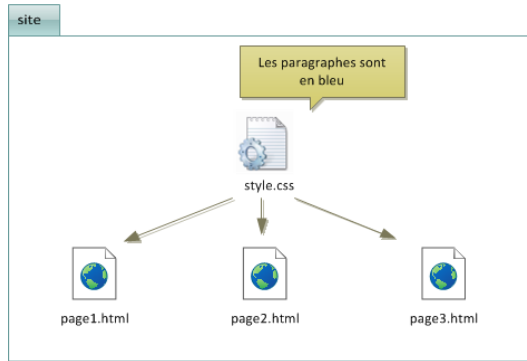 site
Les paragraphes sont
en bleu
style.css
page1.html
page2.html
page3.html